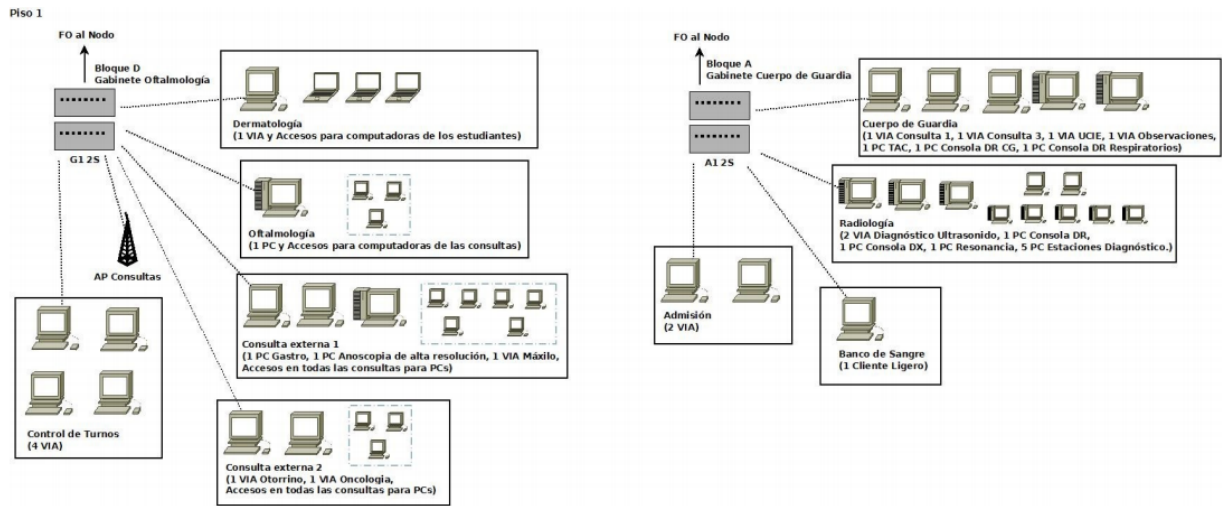 Piso 1
FO al Nodo
Bloque D
Gabinete Oftalmología
G1 2S
AP Consultas
Dermatología
(1 VIA y Accesos para computadoras de los estudiantes)
Oftalmología
(1 PC y Accesos para computadoras de las consultas)
Consulta externa 1
(1 PC Gastro, 1 PC Anoscopia de alta resolución, 1 VIA Máxilo,
Accesos en todas las consultas para PCs)
Control de Turnos
(4 VIA)
Consulta externa 2
(1 VIA Otorrino, 1 VIA Oncologia,
Accesos en todas las consultas para PCs)
FO al Nodo
Bloque A
Gabinete Cuerpo de Guardia
A1 2S
Cuerpo de Guardia
(1 VIA Consulta 1, 1 VIA Consulta 3, 1 VIA UCIE, 1 VIA Observaciones,
1 PC TAC, 1 PC Consola DR CG, 1 PC Consola DR Respiratorios)
Radiología
(2 VIA Diagnóstico Ultrasonido, 1 PC Consola DR,
1 PC Consola DX, 1 PC Resonancia, 5 PC Estaciones Diagnóstico.)
Admisión
(2 VIA)
Banco de Sangre
(1 Cliente Ligero)